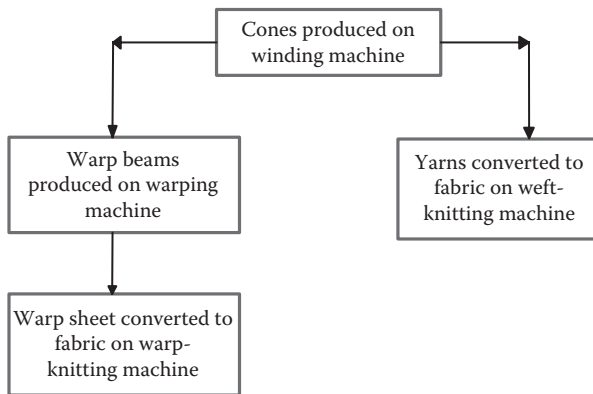 Cones produced on
winding machine
Warp beams
produced on warping
machine
Yarns converted to
fabric on weft-
knitting machine
Warp sheet converted to
fabric on warp-
knitting machine